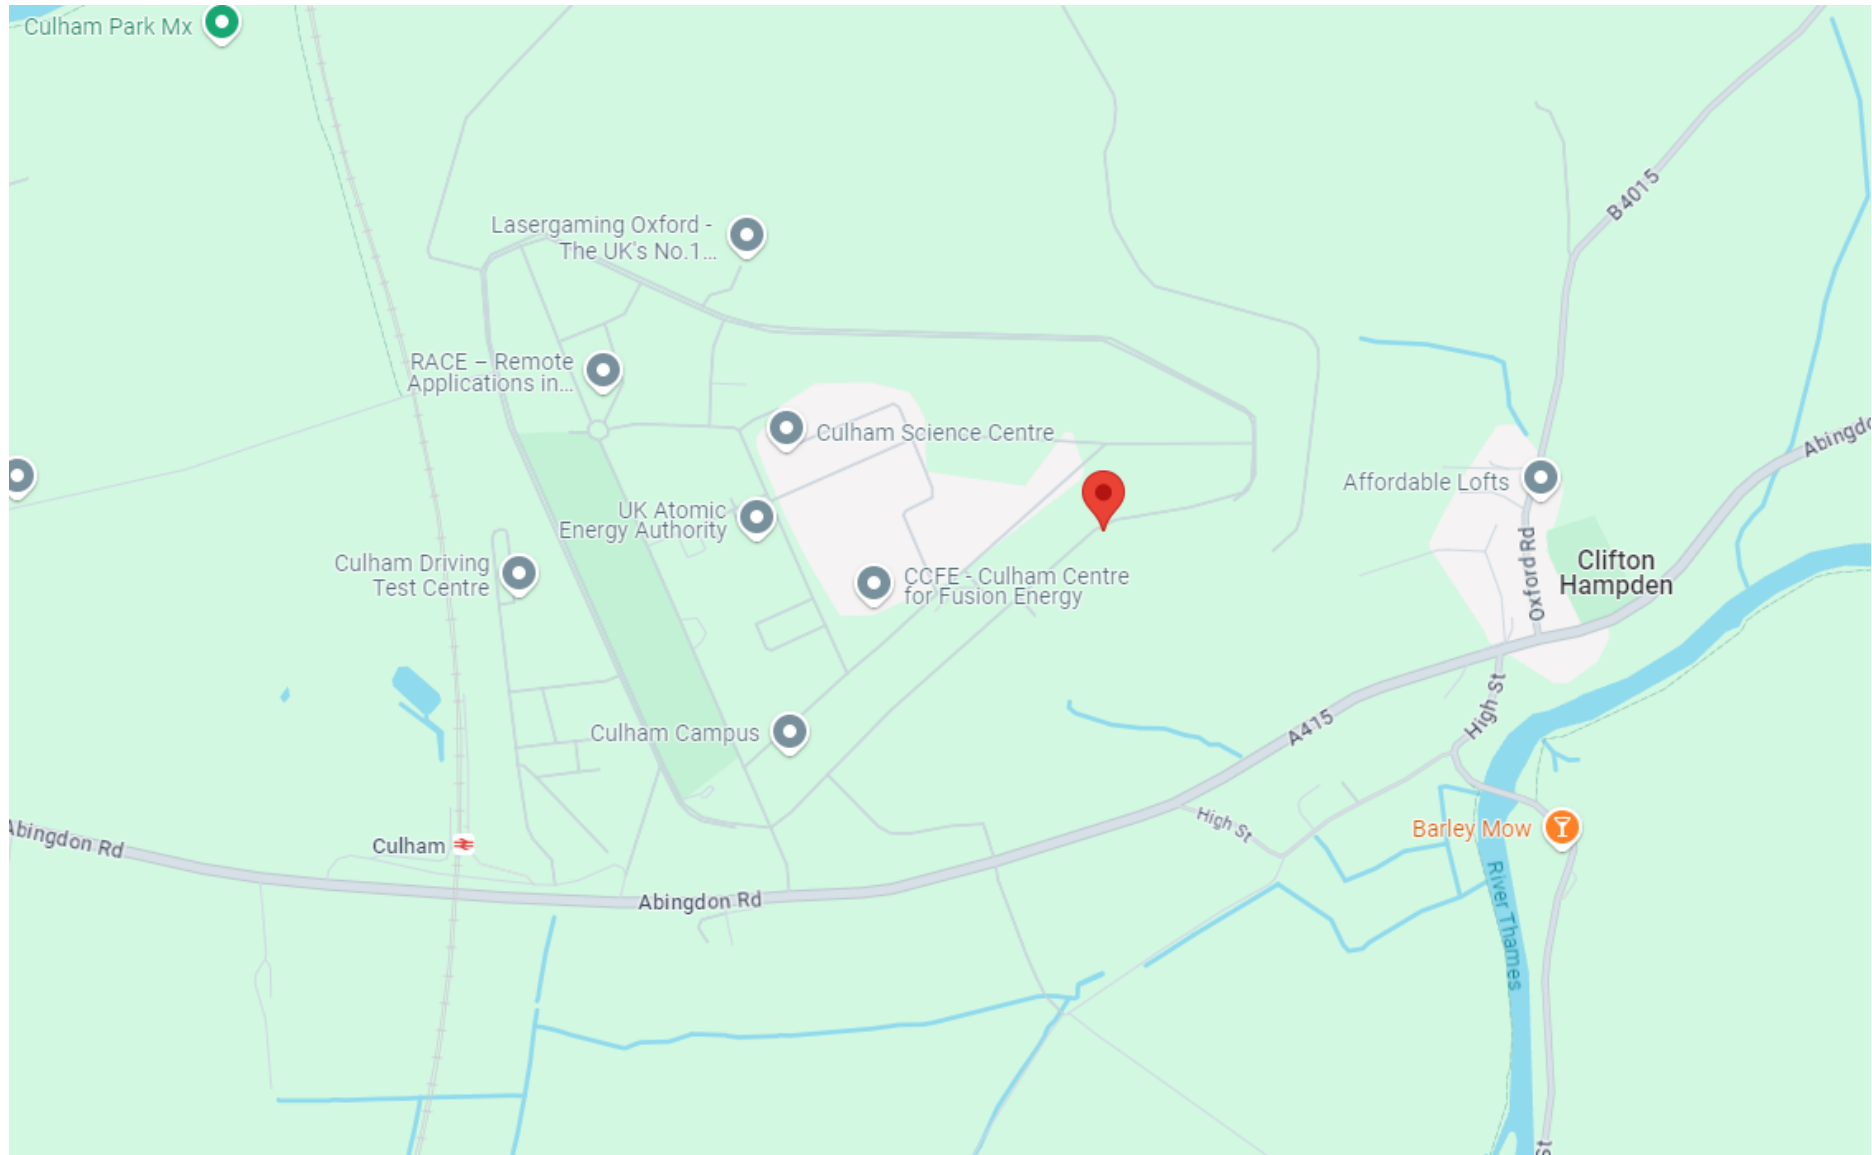 Culham Park Mx
B4015
Lasergaming Oxford -
The UK's No.1...
RACE – Remote
Applications in...
Culham Science Centre
Abingdo
Affordable Lofts
UK Atomic
Energy Authority
Culham Driving
Test Centre
CCFE - Culham Centre
for Fusion Energy
Oxford Rd
Clifton
Hampden
High St
A415
Culham Campus
High St
Barley Mow
Abingdon Rd
Culham
Abingdon Rd
River Thames
St